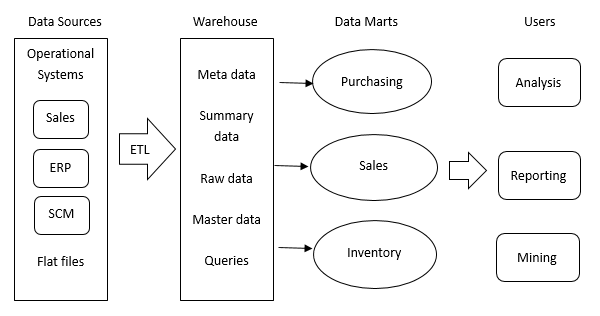 Data Sources
Warehouse
Data Marts
Users
Operational
Systems
Sales
ERP
SCM
Flat files
ETL
Meta data
Summary
data
Raw data
Master data
Queries
Purchasing
Sales
Inventory
Analysis
Reporting
Mining